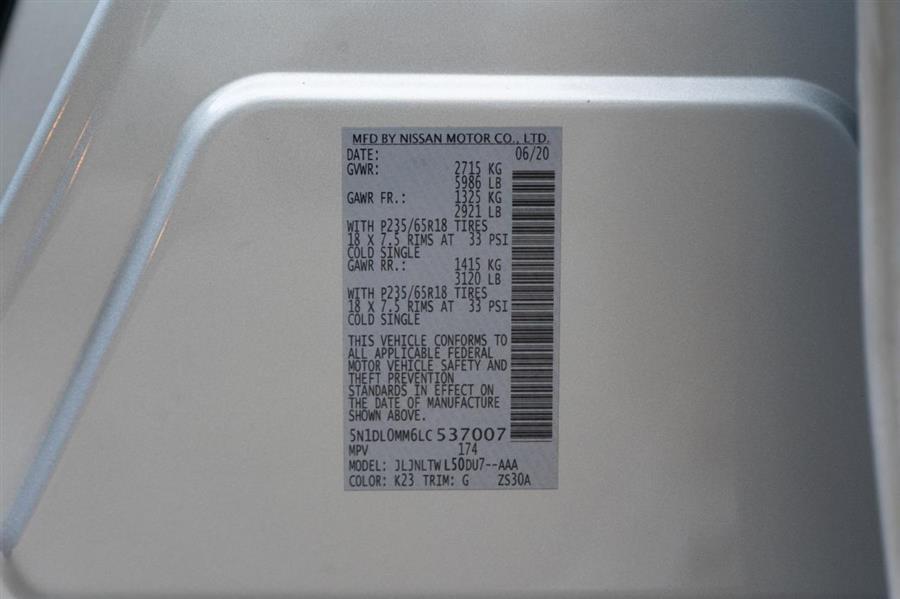 MFD BY NISSAN MOTOR CO., LTD.
DATE: 06/20
GVWR: 2715 KG
5986 LB
GAWR FR.: 1325 KG
2921 LB
WITH P235/65R18 TIRES
18 X 7.5 RIMS AT 33 PSI
COLD SINGLE
GAWR RR.: 1415 KG
3120 LB
WITH P235/65R18 TIRES
18 X 7.5 RIMS AT 33 PSI
COLD SINGLE
THIS VEHICLE CONFORMS TO
ALL APPLICABLE FEDERAL
MOTOR VEHICLE SAFETY AND
THEFT PREVENTION
STANDARDS IN EFFECT ON
THE DATE OF MANUFACTURE
SHOWN ABOVE.
5N1DL0MM6LC537007
MPV 174
MODEL: JLJNLTWL50DU7--AAA
COLOR: K23 TRIM: G ZS30A